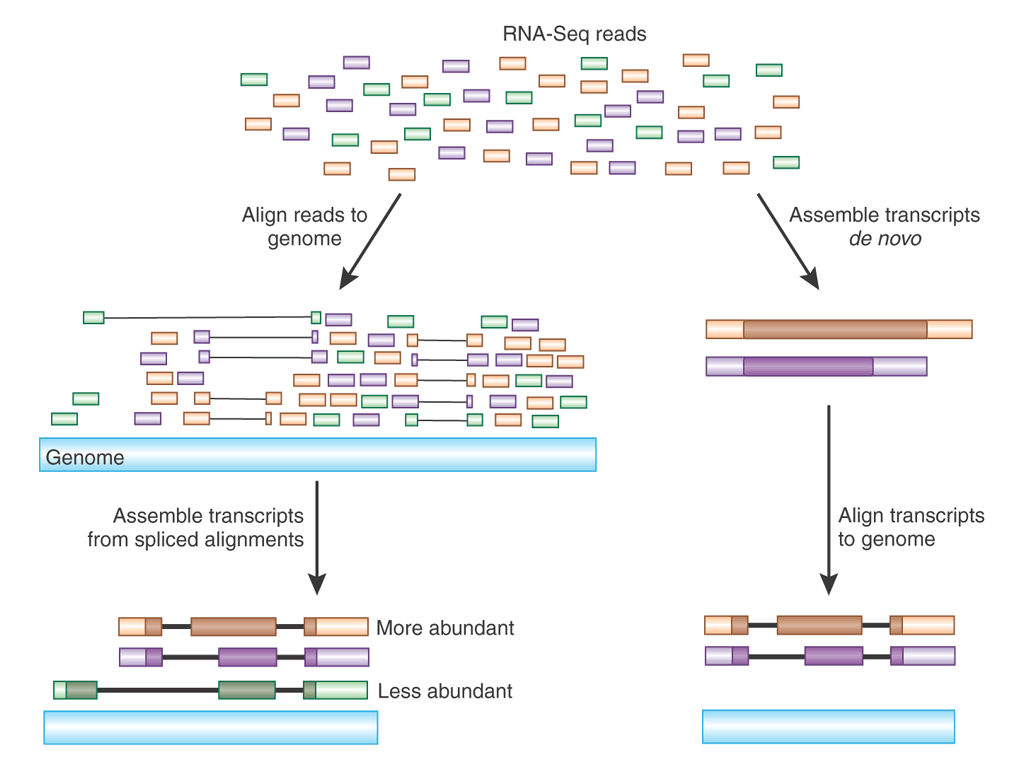 RNA-Seq reads
Align reads to
genome
Assemble transcripts
de novo
Genome
Assemble transcripts
from spliced alignments
Align transcripts
to genome
More abundant
Less abundant